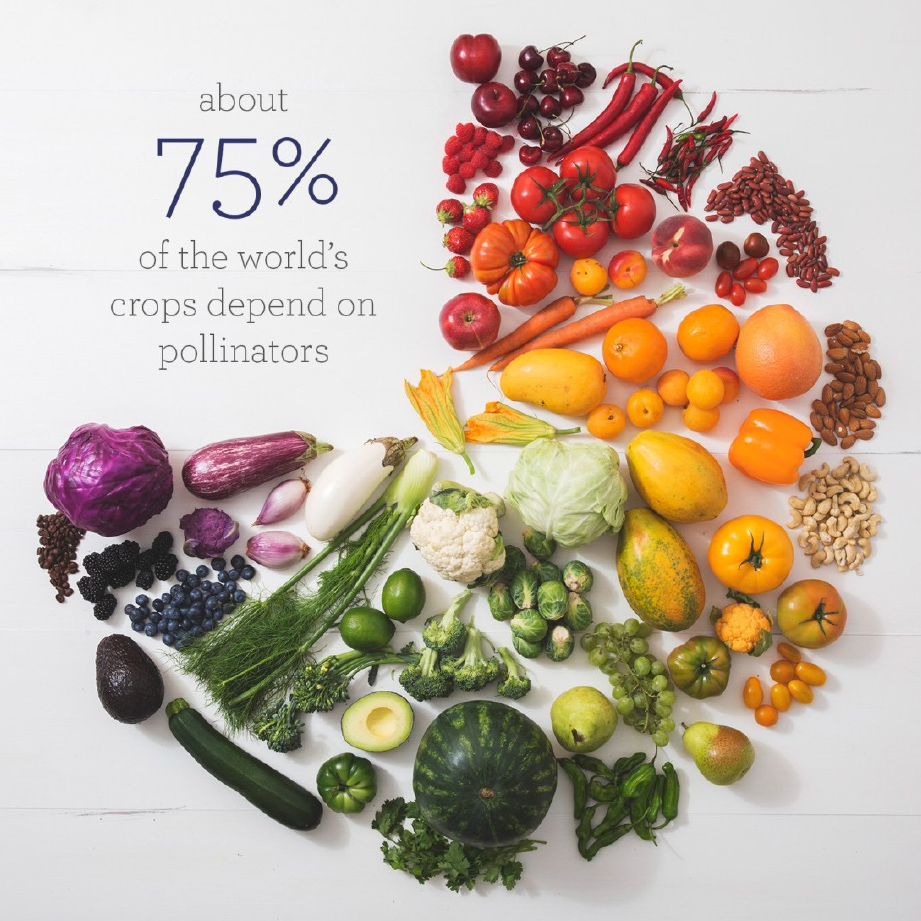 about
75%
of the world's
crops depend on
pollinators